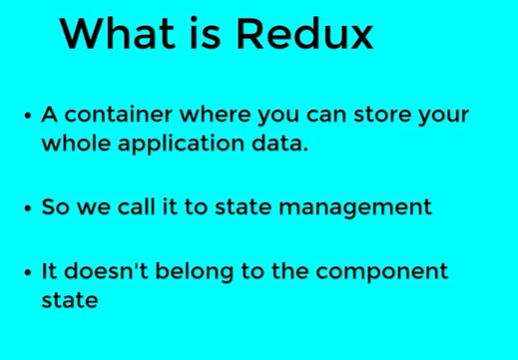 What is Redux
• A container where you can store your
whole application data.
• So we call it to state management
• It doesn't belong to the component
state